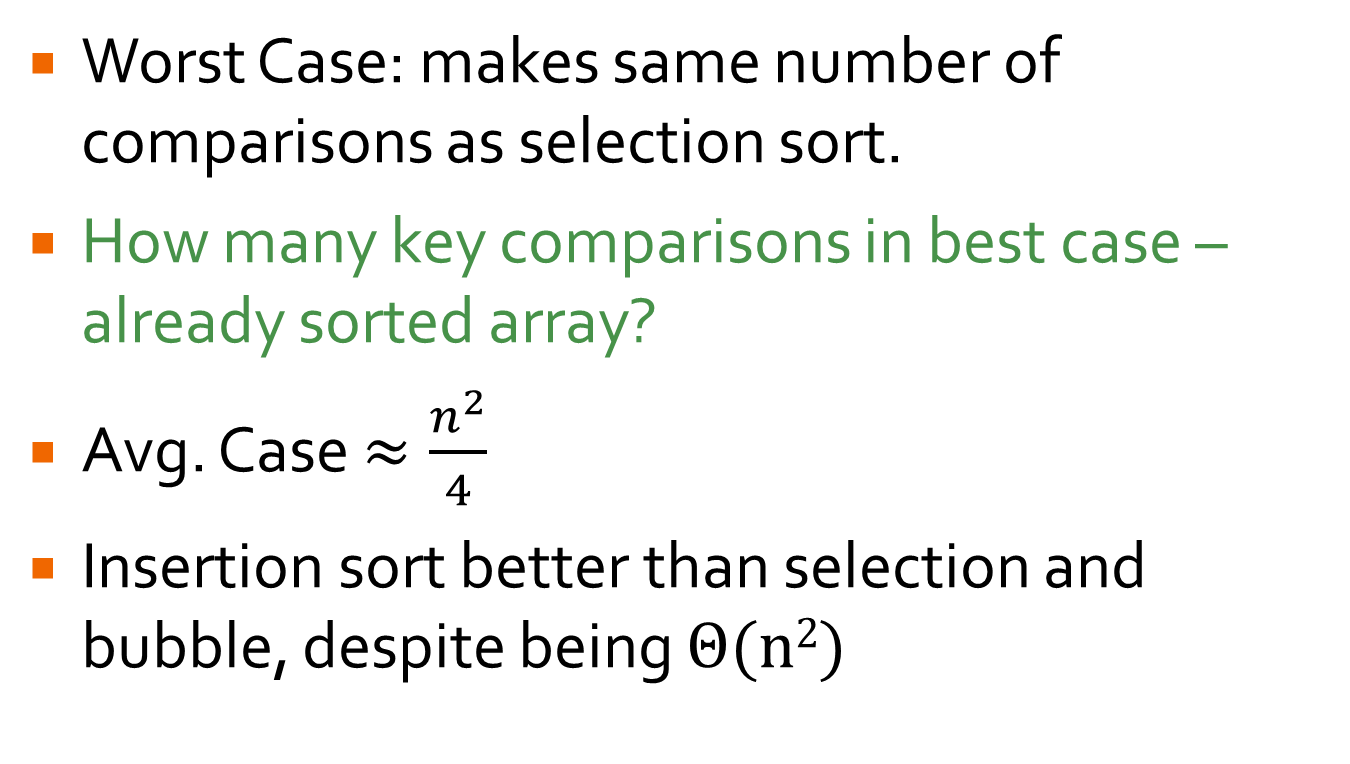 Worst Case: makes same number of
comparisons as selection sort.
How many key comparisons in best case –
already sorted array?
Avg. Case ≈ n²/4
Insertion sort better than selection and
bubble, despite being Θ(n²)